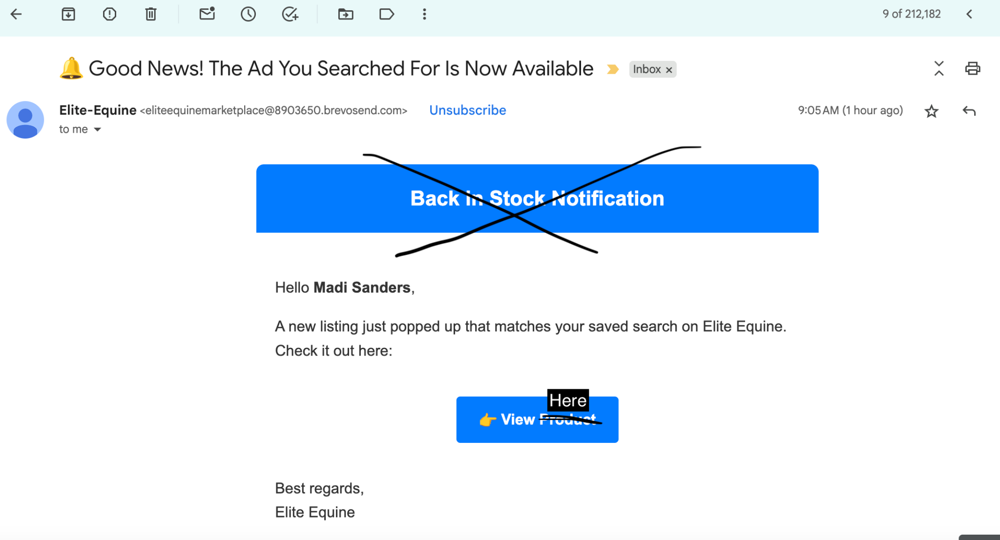 9 of 212,182
🔔 Good News! The Ad You Searched For Is Now Available Inbox ×
Elite-Equine <eliteequinemarketplace@8903650.brevosend.com> Unsubscribe 9:05 AM (1 hour ago)
to me
Back in Stock Notification
Hello Madi Sanders,
A new listing just popped up that matches your saved search on Elite Equine.
Check it out here:
Here
👉 View Product
Best regards,
Elite Equine